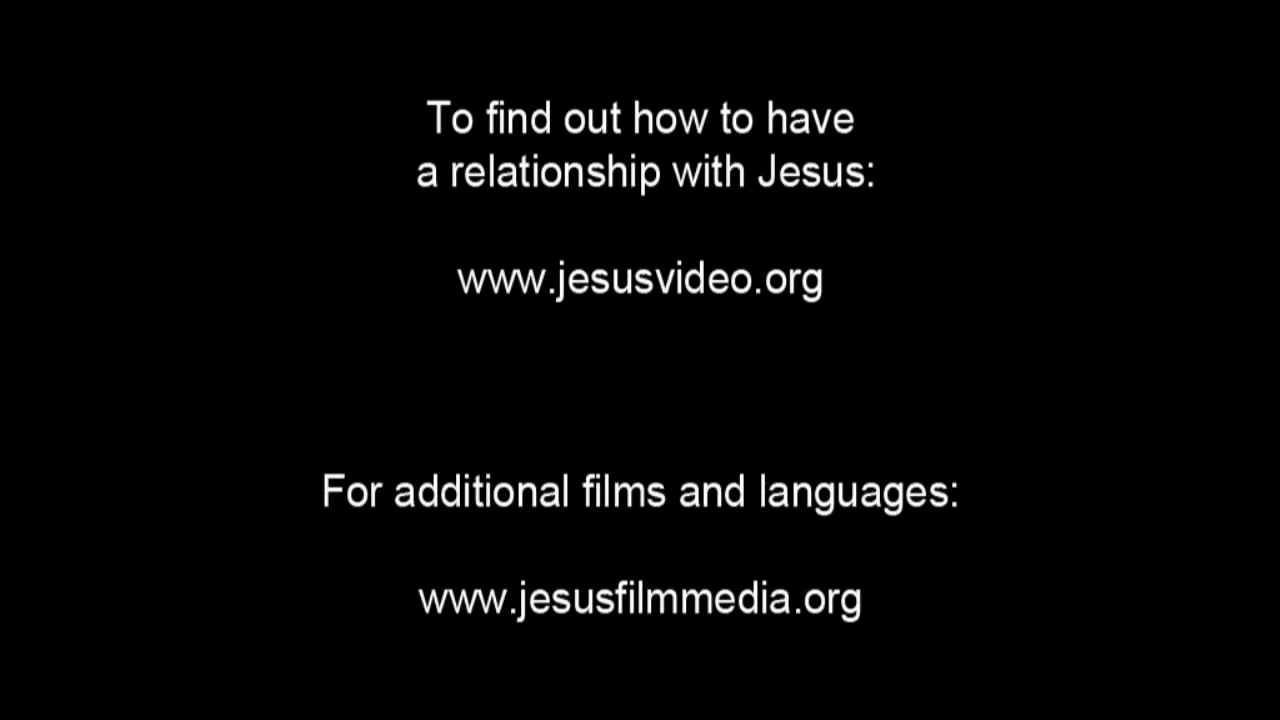 To find out how to have
a relationship with Jesus:
www.jesusvideo.org
For additional films and languages:
www.jesusfilmmedia.org